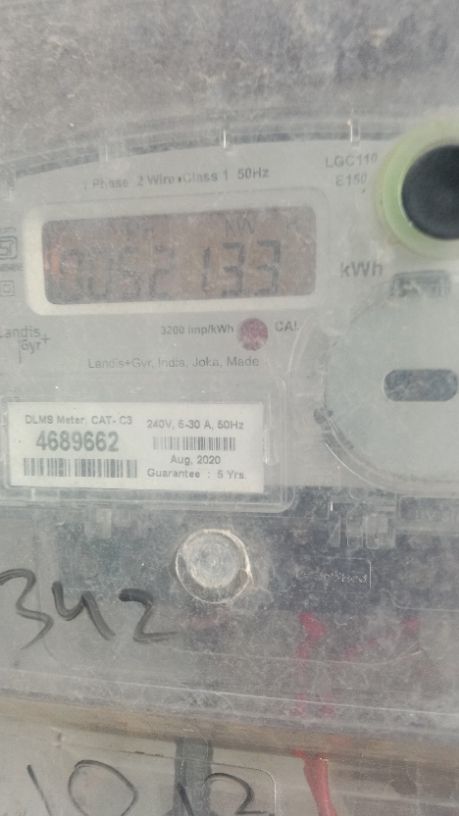 1 Phase 2 Wire Class 1 50Hz
LGC110
E150
KW
kWh
Landis
Gyr+
3200 imp/kWh
CAL
Landis+Gyr, India, Joka, Made
DLMS Meter, CAT- C3
240V, 5-30 A, 50Hz
4689662
Aug, 2020
Guarantee : 5 Yrs.
342